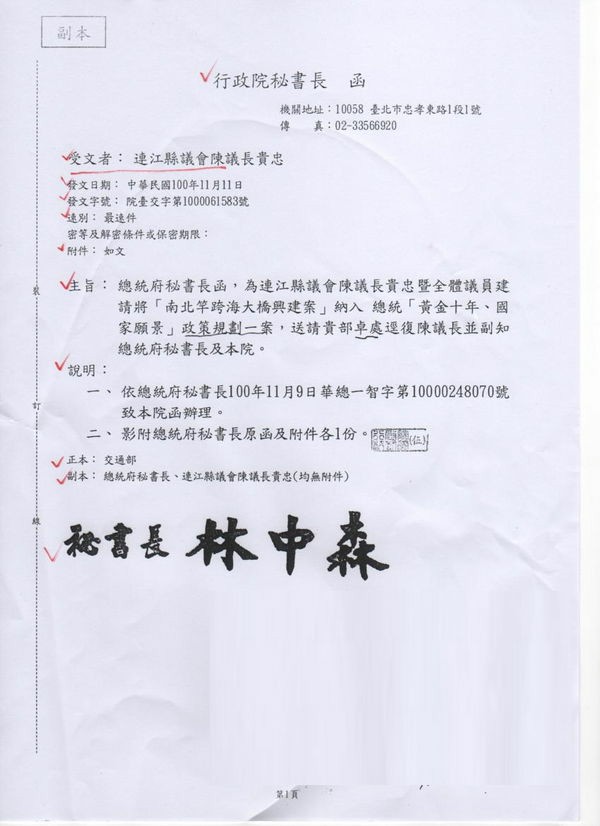 副本
行政院秘書長　函
機關地址：10058 臺北市忠孝東路1段1號
傳　　真：02-33566920
受文者： 連江縣議會陳議長貴忠
發文日期： 中華民國100年11月11日
發文字號： 院臺交字第1000061583號
速別： 最速件
密等及解密條件或保密期限：
附件： 如文
主旨： 總統府秘書長函，為連江縣議會陳議長貴忠暨全體議員建
請將「南北竿跨海大橋興建案」納入 總統「黃金十年、國
家願景」政策規劃一案，送請貴部卓處逕復陳議長並副知
總統府秘書長及本院。
說明：
一、 依總統府秘書長100年11月9日華總一智字第10000248070號
致本院函辦理。
二、 影附總統府秘書長原函及附件各1份。
正本： 交通部
副本： 總統府秘書長、連江縣議會陳議長貴忠(均無附件)
秘書長 林中森
裝
訂
線
第1頁